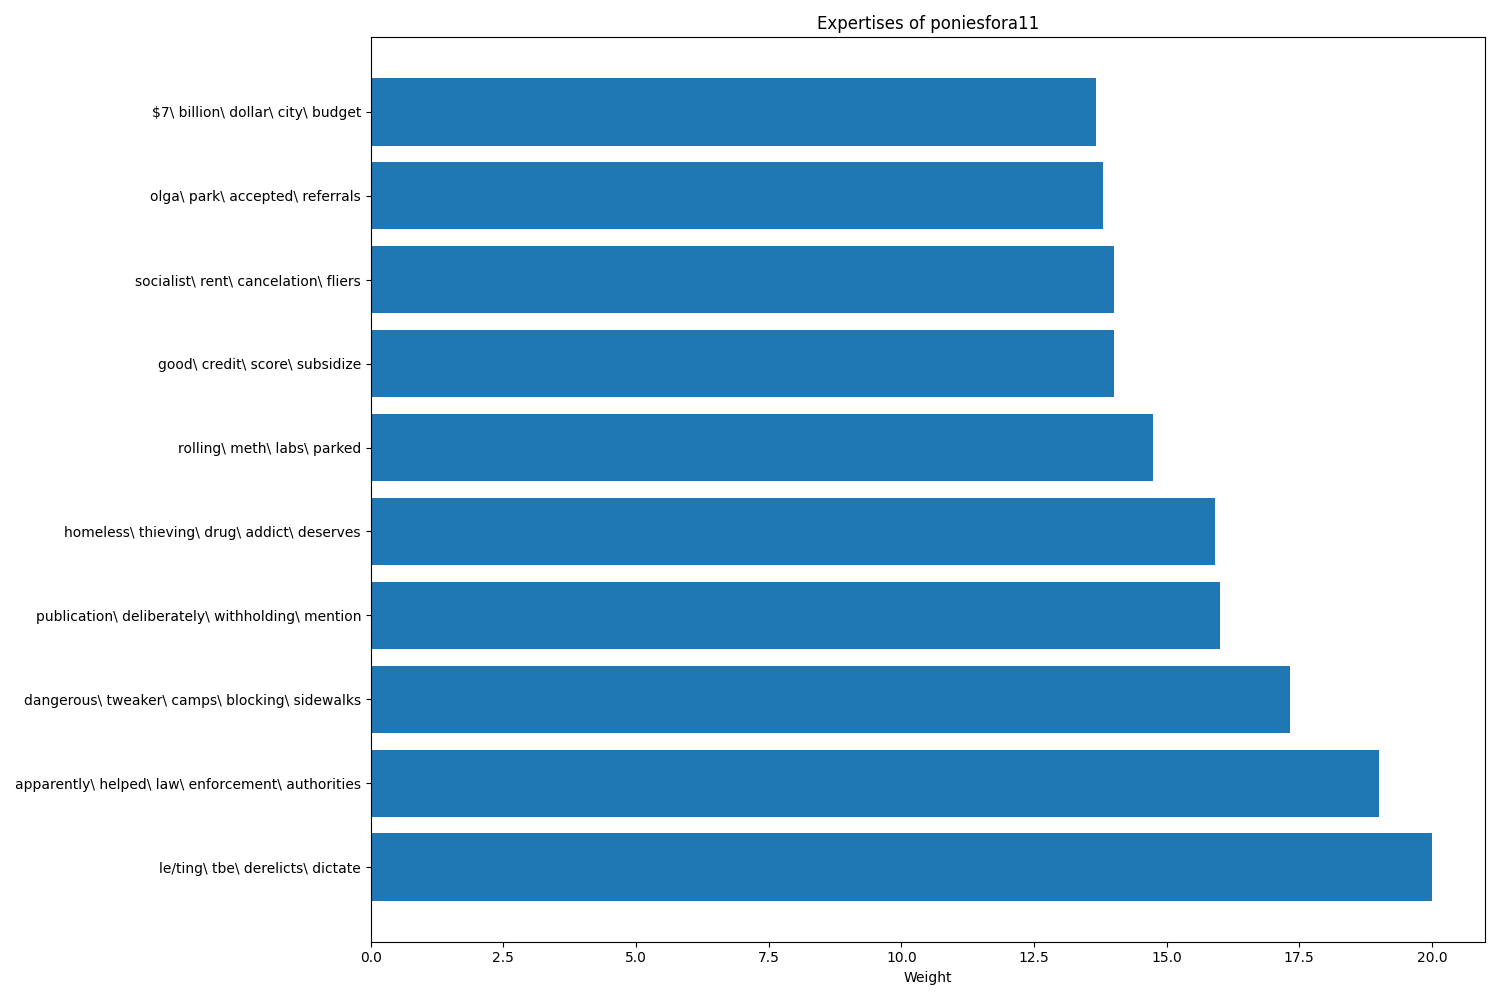 Expertises of poniesfora11
$7\ billion\ dollar\ city\ budget
olga\ park\ accepted\ referrals
socialist\ rent\ cancelation\ fliers
good\ credit\ score\ subsidize
rolling\ meth\ labs\ parked
homeless\ thieving\ drug\ addict\ deserves
publication\ deliberately\ withholding\ mention
dangerous\ tweaker\ camps\ blocking\ sidewalks
apparently\ helped\ law\ enforcement\ authorities
le/ting\ tbe\ derelicts\ dictate
0.0 2.5 5.0 7.5 10.0 12.5 15.0 17.5 20.0
Weight